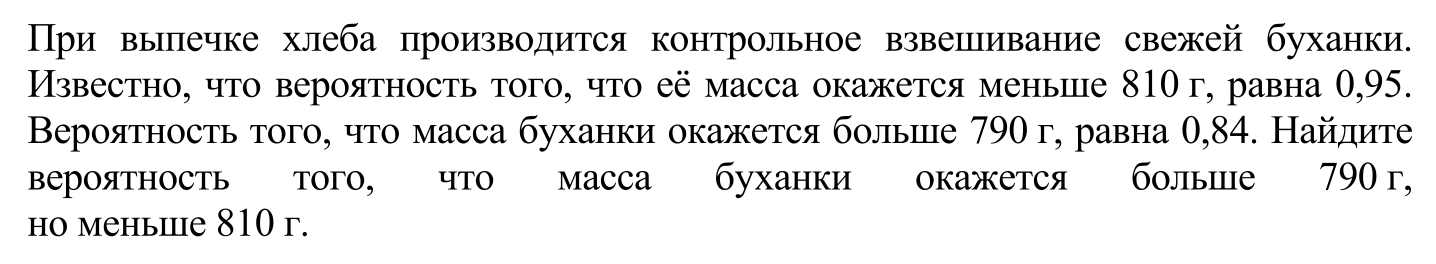 При выпечке хлеба производится контрольное взвешивание свежей буханки.
Известно, что вероятность того, что её масса окажется меньше 810 г, равна 0,95.
Вероятность того, что масса буханки окажется больше 790 г, равна 0,84. Найдите
вероятность того, что масса буханки окажется больше 790 г,
но меньше 810 г.